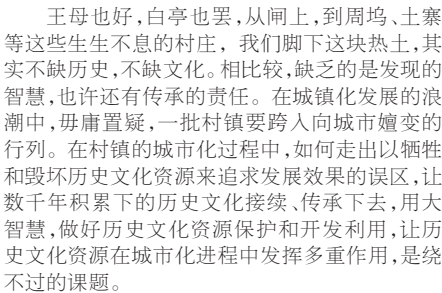 王母也好,白亭也罢,从闸上,到周坞、土寨
等这些生生不息的村庄, 我们脚下这块热土,其
实不缺历史,不缺文化。相比较,缺乏的是发现的
智慧,也许还有传承的责任。在城镇化发展的浪
潮中,毋庸置疑,一批村镇要跨入向城市嬗变的
行列。在村镇的城市化过程中,如何走出以牺牲
和毁坏历史文化资源来追求发展效果的误区,让
数千年积累下的历史文化接续、传承下去,用大
智慧,做好历史文化资源保护和开发利用,让历
史文化资源在城市化进程中发挥多重作用,是绕
不过的课题。